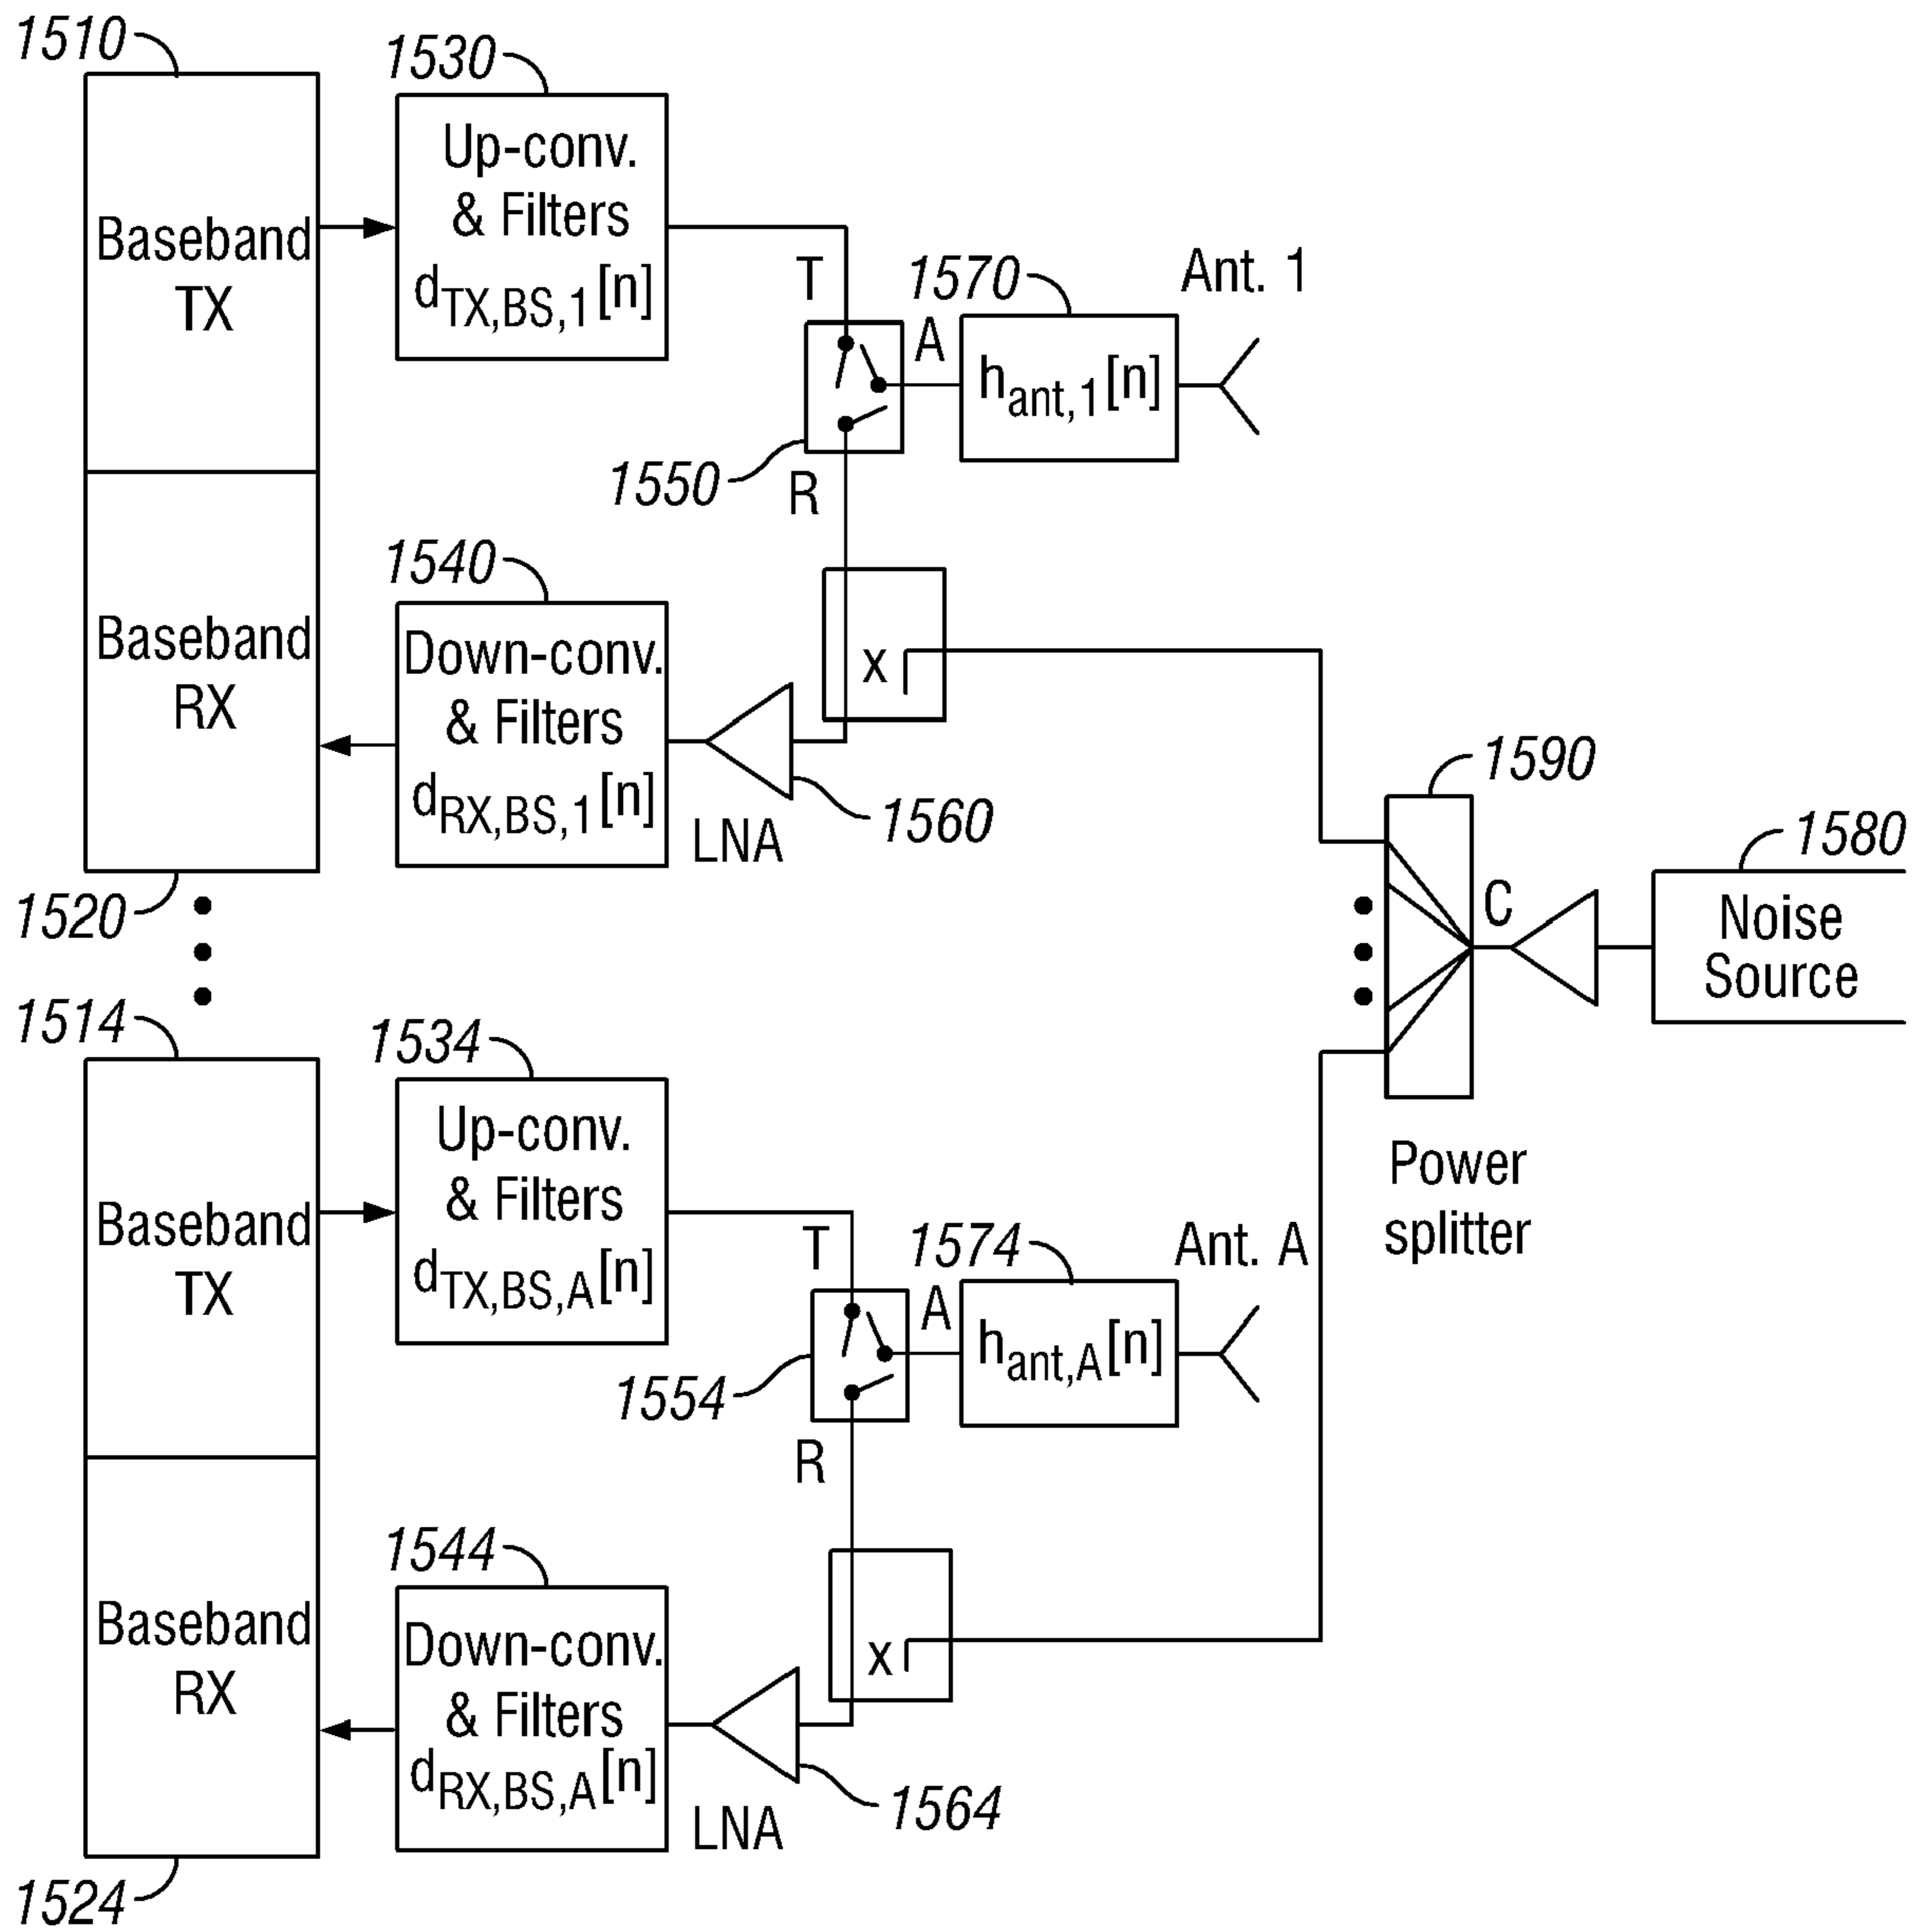 1510
1530
Up-conv.
& Filters
dTX,BS,1[n]
Baseband
TX
T
1570
Ant. 1
A
hant,1[n]
1550
R
1540
Baseband
RX
Down-conv.
& Filters
dRX,BS,1[n]
x
LNA
1560
1590
1580
C
Noise
Source
1520
1514
1534
Up-conv.
& Filters
dTX,BS,A[n]
Baseband
TX
Power
splitter
T
1574
Ant. A
A
hant,A[n]
1554
R
1544
Baseband
RX
Down-conv.
& Filters
dRX,BS,A[n]
x
LNA
1564
1524